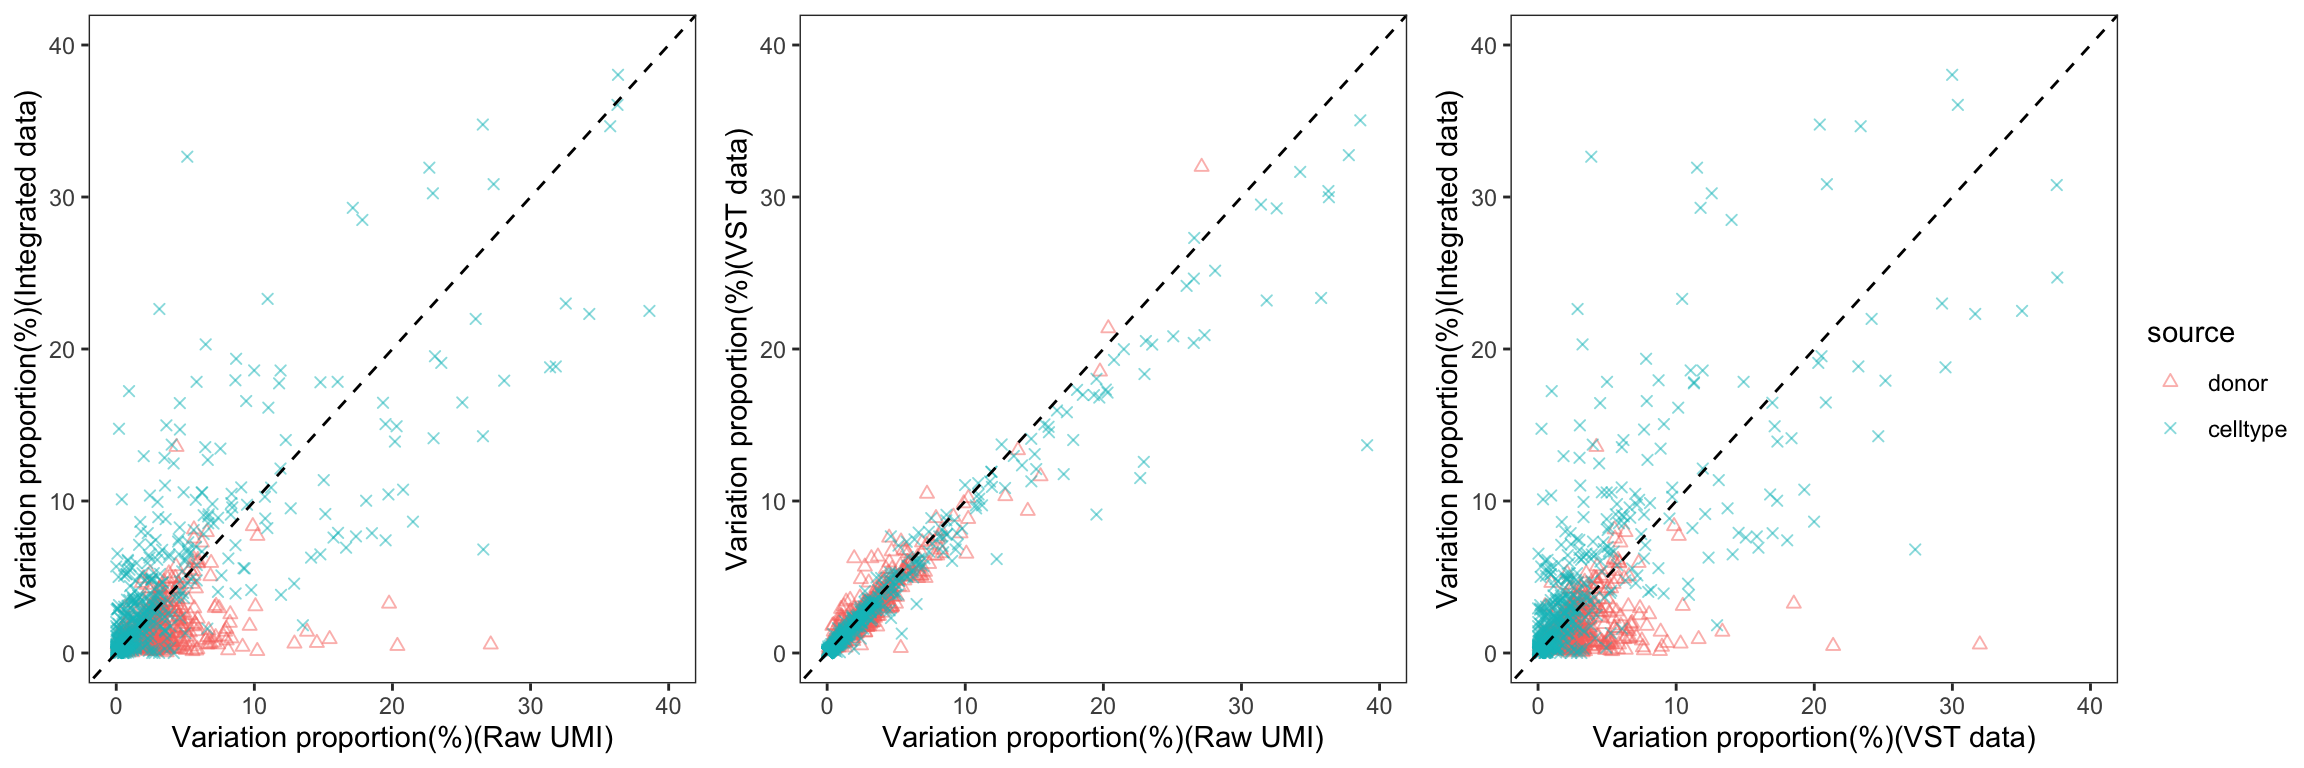 Variation proportion(%)(Integrated data)
40
30
20
10
0
0 10 20 30 40
Variation proportion(%)(Raw UMI)
Variation proportion(%)(VST data)
40
30
20
10
0
0 10 20 30 40
Variation proportion(%)(Raw UMI)
Variation proportion(%)(Integrated data)
40
30
20
10
0
0 10 20 30 40
Variation proportion(%)(VST data)
source
donor
celltype